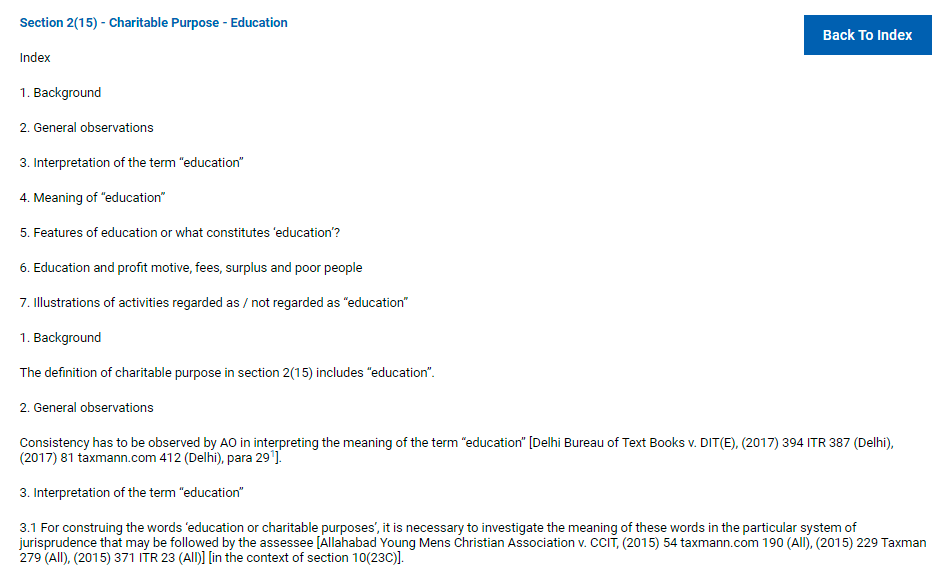 Section 2(15) - Charitable Purpose - Education
Back To Index
Index
1. Background
2. General observations
3. Interpretation of the term “education”
4. Meaning of “education”
5. Features of education or what constitutes ‘education’?
6. Education and profit motive, fees, surplus and poor people
7. Illustrations of activities regarded as / not regarded as “education”
1. Background
The definition of charitable purpose in section 2(15) includes “education”.
2. General observations
Consistency has to be observed by AO in interpreting the meaning of the term “education” [Delhi Bureau of Text Books v. DIT(E), (2017) 394 ITR 387 (Delhi),
(2017) 81 taxmann.com 412 (Delhi), para 29¹].
3. Interpretation of the term “education”
3.1 For construing the words ‘education or charitable purposes’, it is necessary to investigate the meaning of these words in the particular system of
jurisprudence that may be followed by the assessee [Allahabad Young Mens Christian Association v. CCIT, (2015) 54 taxmann.com 190 (All), (2015) 229 Taxman
279 (All), (2015) 371 ITR 23 (All)] [in the context of section 10(23C)].